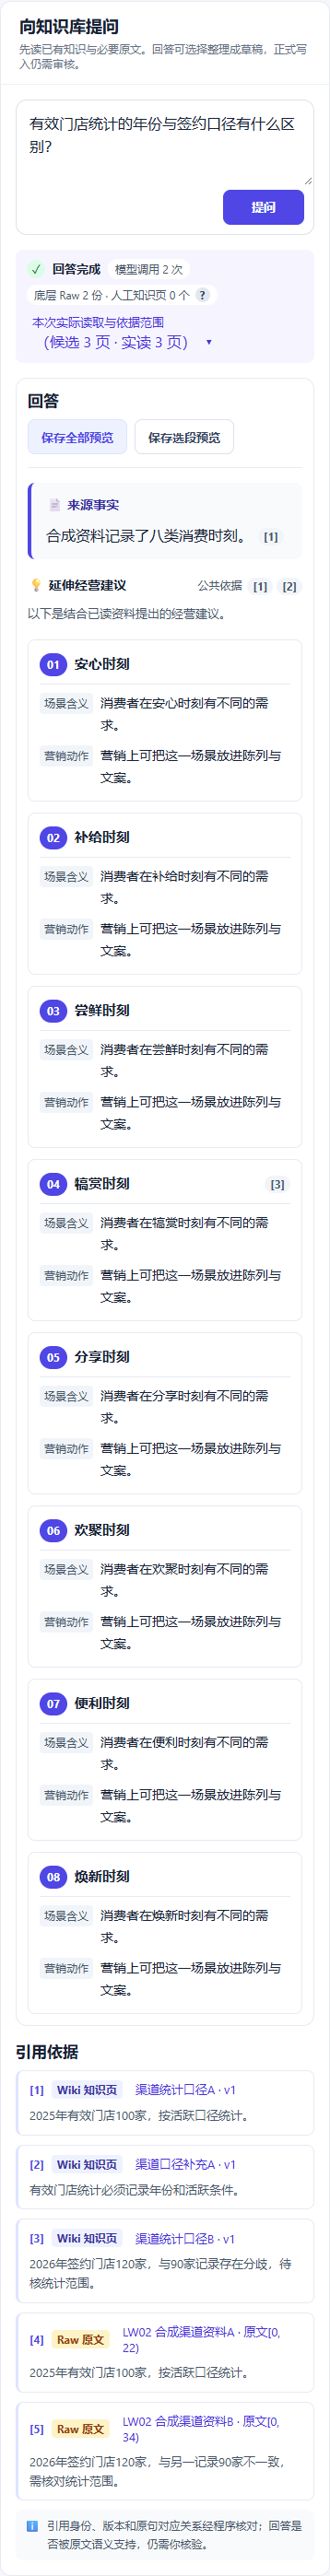 向知识库提问
先读已有知识与必要原文。回答可选择整理成草稿，正式写
入仍需审核。
有效门店统计的年份与签约口径有什么区
别？
提问
✓ 回答完成 模型调用 2 次
底层 Raw 2 份 · 人工知识页 0 个 ?
本次实际读取与依据范围
（候选 3 页 · 实读 3 页） ▼
回答
保存全部预览 保存选段预览
来源事实
合成资料记录了八类消费时刻。 [1]
延伸经营建议 公共依据 [1] [2]
以下是结合已读资料提出的经营建议。
01 安心时刻
场景含义 消费者在安心时刻有不同的需
求。
营销动作 营销上可把这一场景放进陈列与
文案。
02 补给时刻
场景含义 消费者在补给时刻有不同的需
求。
营销动作 营销上可把这一场景放进陈列与
文案。
03 尝鲜时刻
场景含义 消费者在尝鲜时刻有不同的需
求。
营销动作 营销上可把这一场景放进陈列与
文案。
04 犒赏时刻 [3]
场景含义 消费者在犒赏时刻有不同的需
求。
营销动作 营销上可把这一场景放进陈列与
文案。
05 分享时刻
场景含义 消费者在分享时刻有不同的需
求。
营销动作 营销上可把这一场景放进陈列与
文案。
06 欢聚时刻
场景含义 消费者在欢聚时刻有不同的需
求。
营销动作 营销上可把这一场景放进陈列与
文案。
07 便利时刻
场景含义 消费者在便利时刻有不同的需
求。
营销动作 营销上可把这一场景放进陈列与
文案。
08 焕新时刻
场景含义 消费者在焕新时刻有不同的需
求。
营销动作 营销上可把这一场景放进陈列与
文案。
引用依据
[1] Wiki 知识页 渠道统计口径A · v1
2025年有效门店100家，按活跃口径统计。
[2] Wiki 知识页 渠道口径补充A · v1
有效门店统计必须记录年份和活跃条件。
[3] Wiki 知识页 渠道统计口径B · v1
2026年签约门店120家，与90家记录存在分歧，待
核统计范围。
[4] Raw 原文 LW02 合成渠道资料A · 原文[0,
22)
2025年有效门店100家，按活跃口径统计。
[5] Raw 原文 LW02 合成渠道资料B · 原文[0,
34)
2026年签约门店120家，与另一记录90家不一致，
需核对统计范围。
引用身份、版本和原句对应关系经程序核对；回答是
否被原文语义支持，仍需你核验。